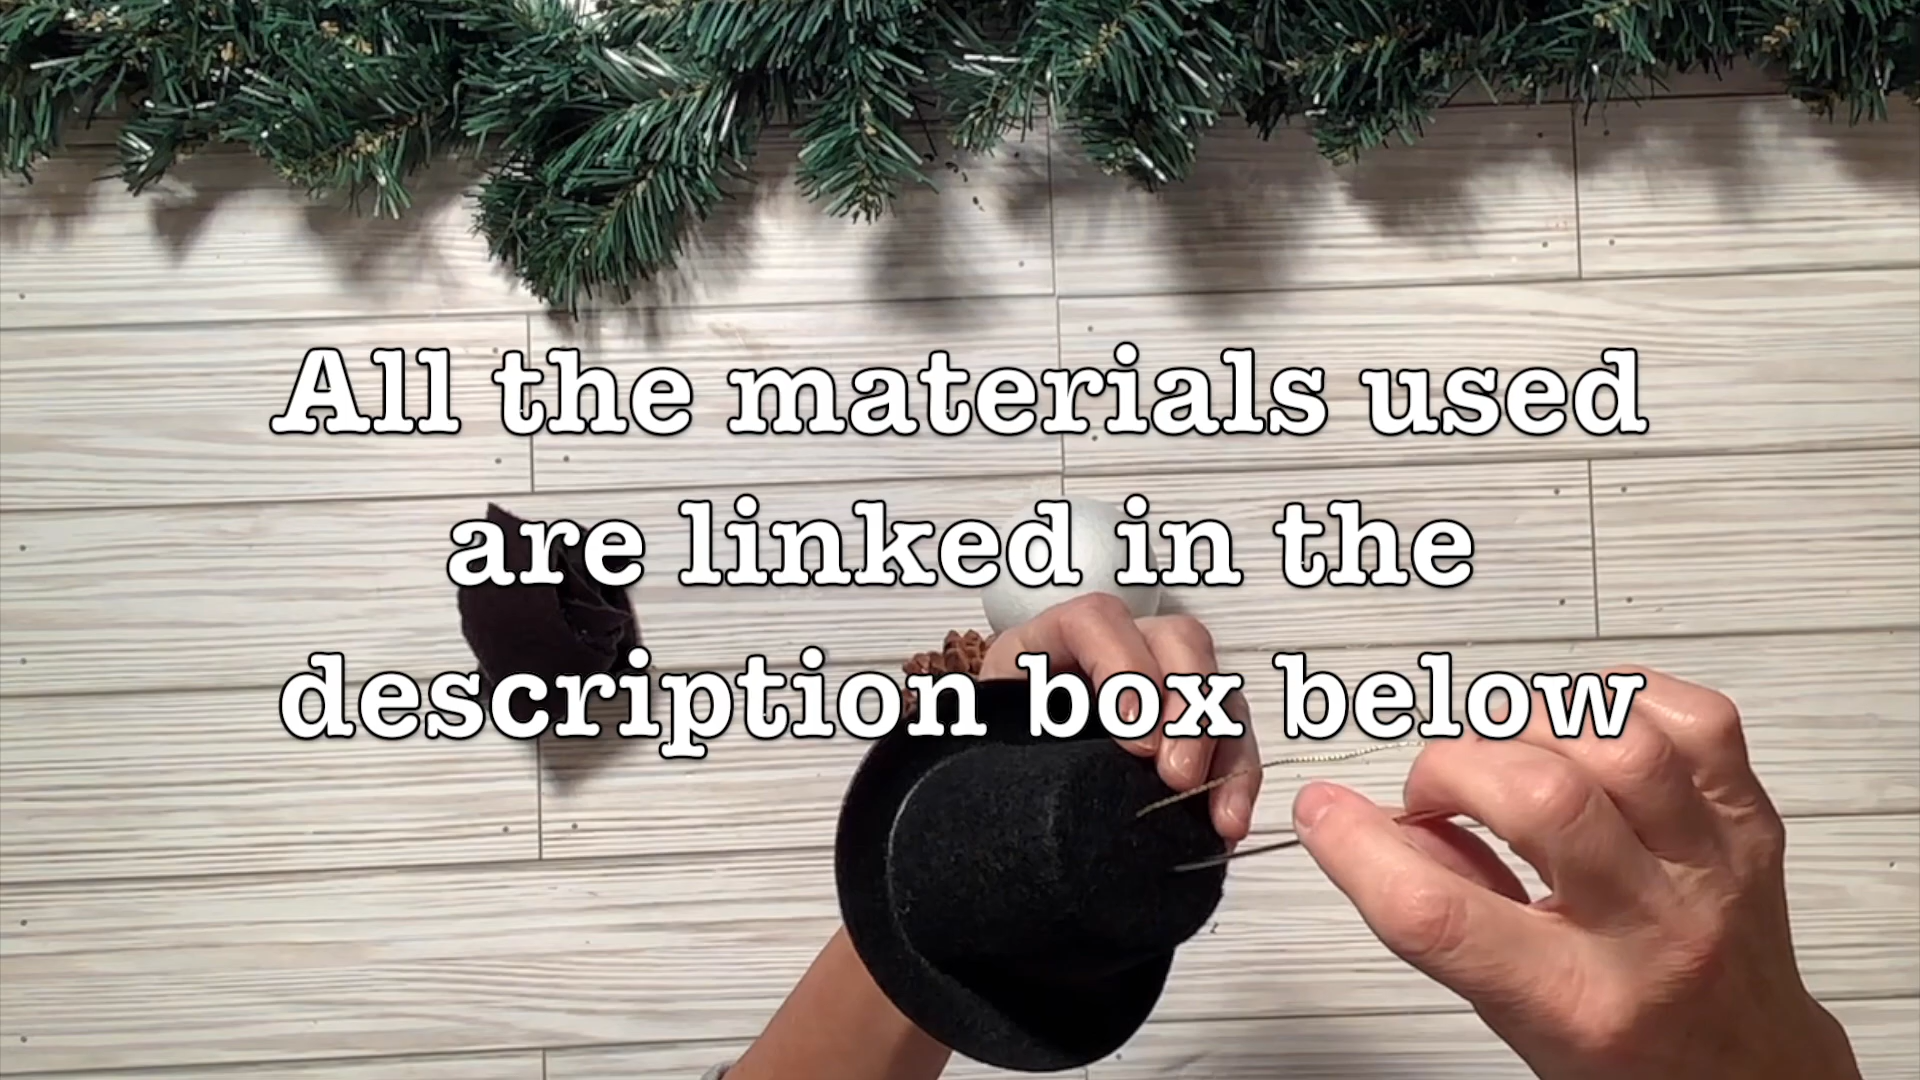 All the materials used
are linked in the
description box below